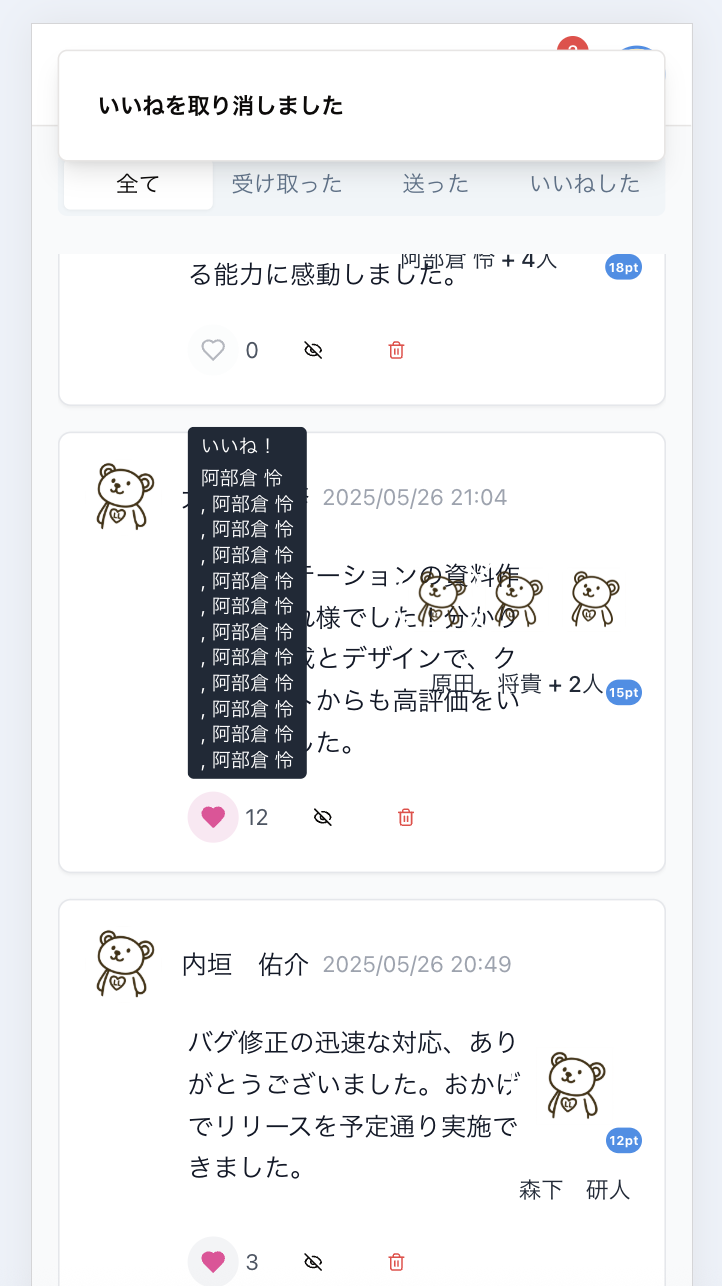 いいねを取り消しました
全て
受け取った
送った
いいねした
阿部倉 怜 + 4人
る能力に感動しました。
18pt
0
いいね！
阿部倉 怜
, 阿部倉 怜
, 阿部倉 怜
, 阿部倉 怜
, 阿部倉 怜
, 阿部倉 怜
, 阿部倉 怜
, 阿部倉 怜
, 阿部倉 怜
, 阿部倉 怜
, 阿部倉 怜
, 阿部倉 怜
2025/05/26 21:04
ーションの資料作
様でした！分かり
とデザインで、ク
からも高評価をい
した。
原田　将貴 + 2人
15pt
12
内垣　佑介
2025/05/26 20:49
バグ修正の迅速な対応、あり
がとうございました。おかげ
でリリースを予定通り実施で
きました。
12pt
森下　研人
3